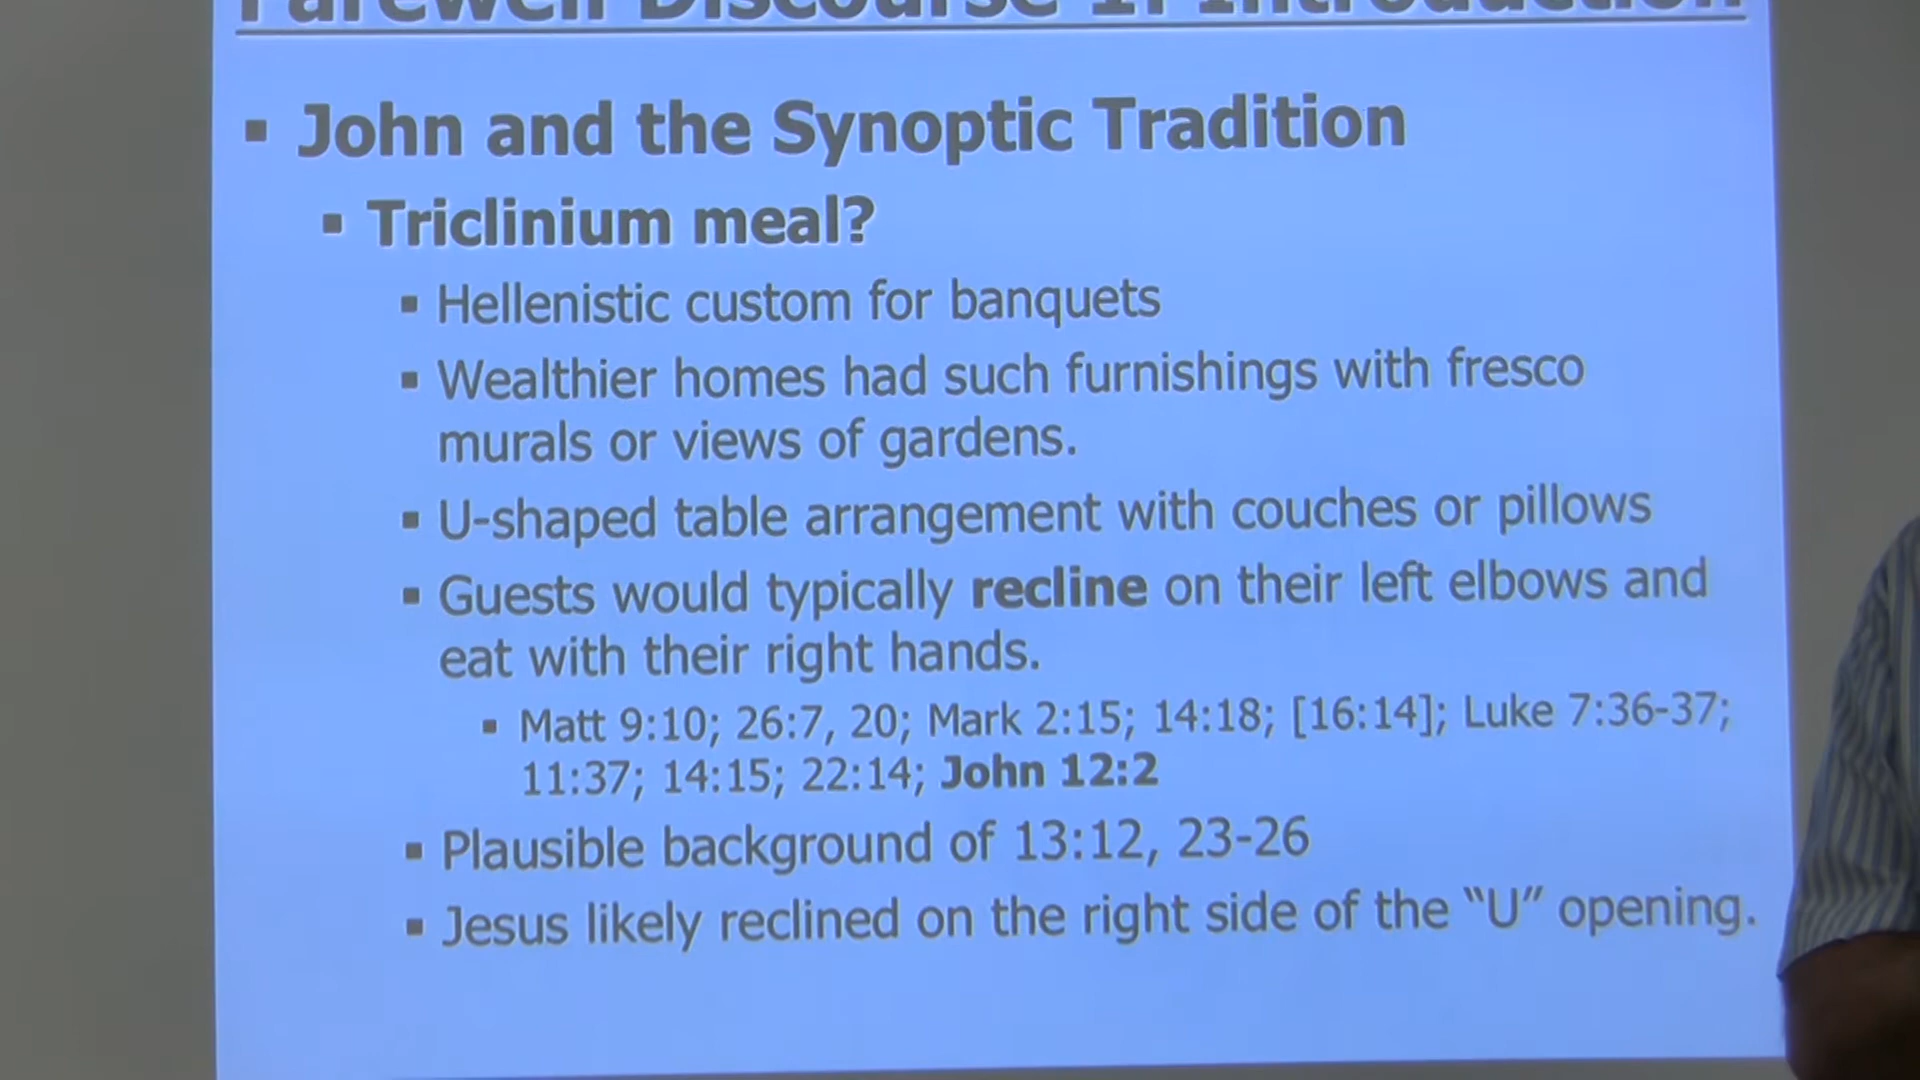 Farewell Discourse 1: Introduction
▪ John and the Synoptic Tradition
▪ Triclinium meal?
▪ Hellenistic custom for banquets
▪ Wealthier homes had such furnishings with fresco
murals or views of gardens.
▪ U-shaped table arrangement with couches or pillows
▪ Guests would typically recline on their left elbows and
eat with their right hands.
▪ Matt 9:10; 26:7, 20; Mark 2:15; 14:18; [16:14]; Luke 7:36-37;
11:37; 14:15; 22:14; John 12:2
▪ Plausible background of 13:12, 23-26
▪ Jesus likely reclined on the right side of the “U” opening.